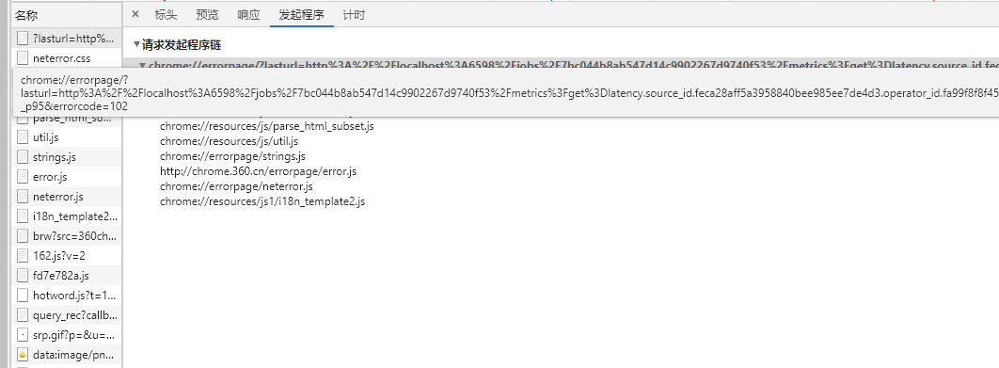 名称
× 标头 预览 响应 发起程序 计时
?lasturl=http%...
▼请求发起程序链
neterror.css
▼chrome://errorpage/?lasturl=http%3A%2F%2Flocalhost%3A6598%2Fjobs%2F7bc044b8ab547d14c9902267d9740f53%2Fmetrics%3Fget%3Dlatency.source_id.feca
chrome://errorpage/?
lasturl=http%3A%2F%2Flocalhost%3A6598%2Fjobs%2F7bc044b8ab547d14c9902267d9740f53%2Fmetrics%3Fget%3Dlatency.source_id.feca28aff5a3958840bee985ee7de4d3.operator_id.fa99f8f8f45
_p95&errorcode=102
parse_html_su...
chrome://resources/js/parse_html_subset.js
util.js
chrome://resources/js/util.js
strings.js
chrome://errorpage/strings.js
error.js
http://chrome.360.cn/errorpage/error.js
neterror.js
chrome://errorpage/neterror.js
i18n_template2...
chrome://resources/js1/i18n_template2.js
brw?src=360ch...
162.js?v=2
fd7e782a.js
hotword.js?t=1...
query_rec?callb...
srp.gif?p=&u=...
data:image/pn...